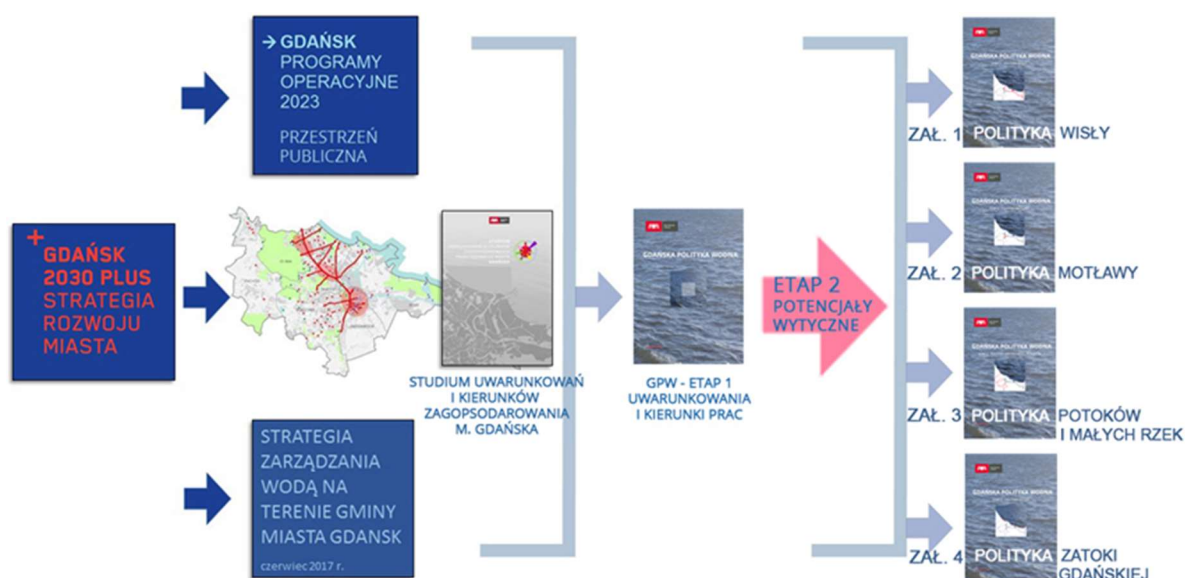 → GDAŃSK
PROGRAMY
OPERACYJNE
2023
PRZESTRZEŃ
PUBLICZNA
+
GDAŃSK
2030 PLUS
STRATEGIA
ROZWOJU
MIASTA
STUDIUM UWARUNKOWAŃ
I KIERUNKÓW
ZAGOPSODAROWANIA
M. GDAŃSKA
STRATEGIA
ZARZĄDZANIA
WODĄ NA
TERENIE GMINY
MIASTA GDANSK
czerwiec 2017 r.
GDAŃSKA POLITYKA WODNA
GPW - ETAP 1
UWARUNKOWANIA
I KIERUNKI PRAC
ETAP 2
POTENCJAŁY
WYTYCZNE
GDAŃSKA POLITYKA WODNA
ZAŁ. 1 POLITYKA WISŁY
GDAŃSKA POLITYKA WODNA
ZAŁ. 2 POLITYKA MOTŁAWY
GDAŃSKA POLITYKA WODNA
ZAŁ. 3 POLITYKA POTOKÓW
I MAŁYCH RZEK
GDAŃSKA POLITYKA WODNA
ZAŁ. 4 POLITYKA ZATOKI
GDAŃSKIEJ